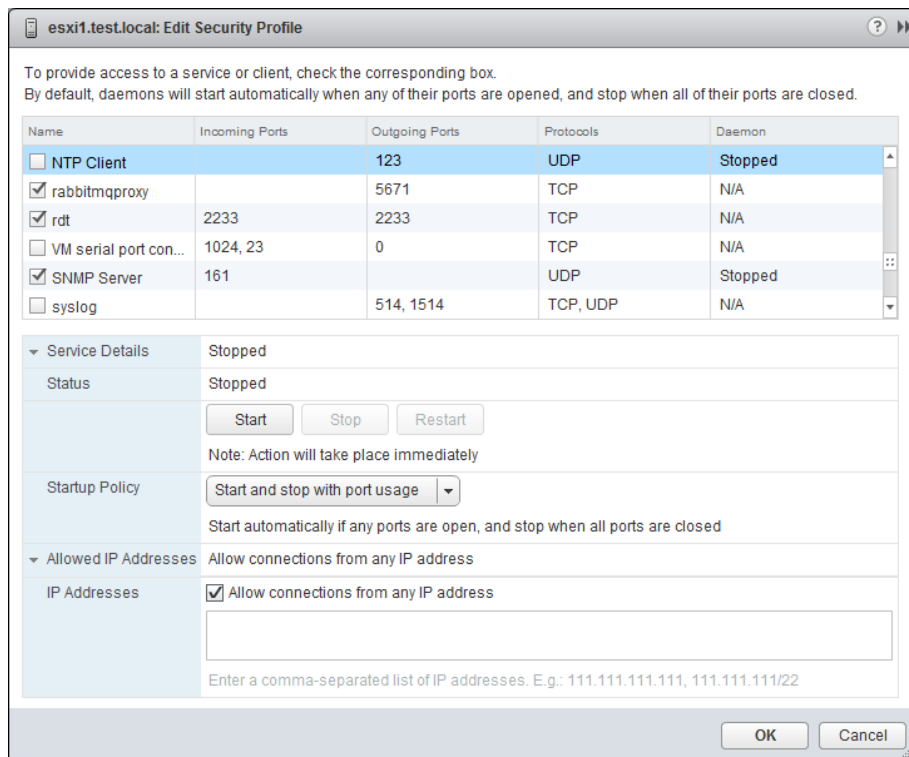 esxi1.test.local: Edit Security Profile
?
To provide access to a service or client, check the corresponding box.
By default, daemons will start automatically when any of their ports are opened, and stop when all of their ports are closed.
Name Incoming Ports Outgoing Ports Protocols Daemon
NTP Client 123 UDP Stopped
rabbitmqproxy 5671 TCP N/A
rdt 2233 2233 TCP N/A
VM serial port con... 1024, 23 0 TCP N/A
SNMP Server 161 UDP Stopped
syslog 514, 1514 TCP, UDP N/A
Service Details Stopped
Status Stopped
Start Stop Restart
Note: Action will take place immediately
Startup Policy Start and stop with port usage
Start automatically if any ports are open, and stop when all ports are closed
Allowed IP Addresses Allow connections from any IP address
IP Addresses Allow connections from any IP address
Enter a comma-separated list of IP addresses. E.g.: 111.111.111.111, 111.111.111/22
OK Cancel